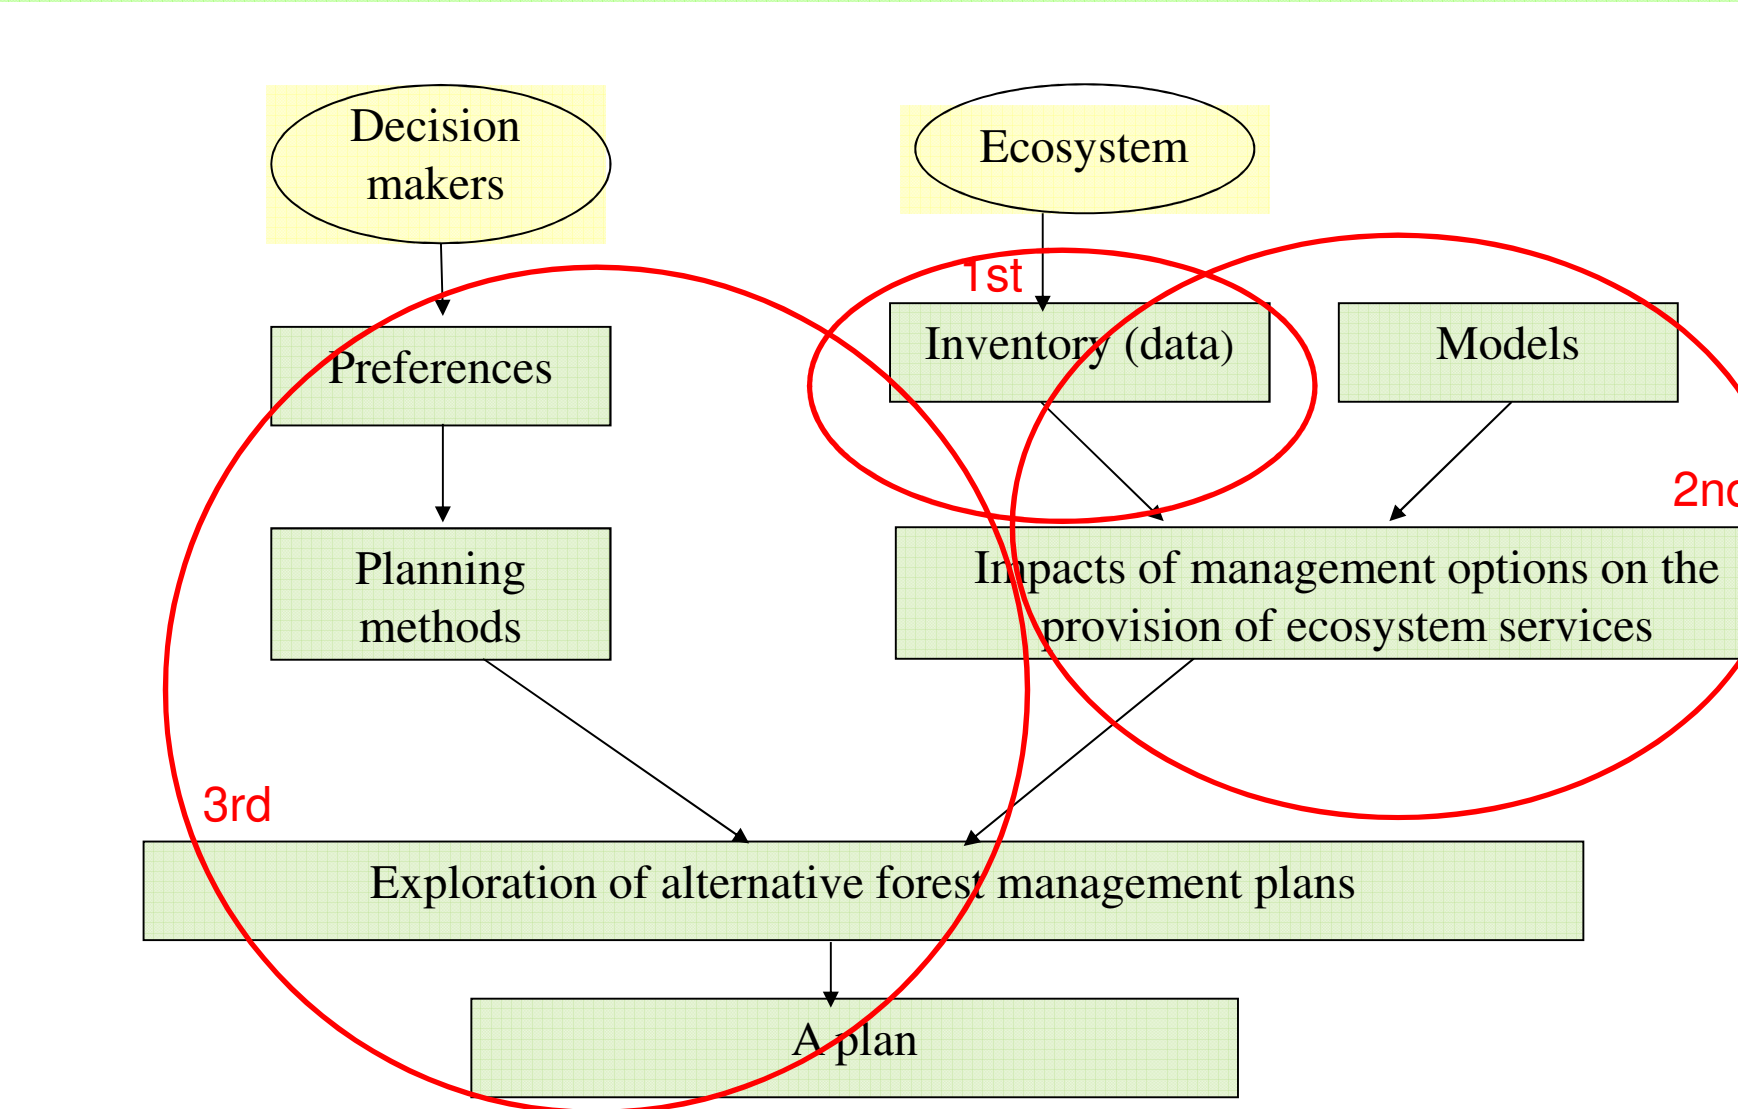 Decision
makers
Ecosystem
1st
Inventory (data)
Models
Preferences
2nd
Planning
methods
Impacts of management options on the
provision of ecosystem services
3rd
Exploration of alternative forest management plans
A plan